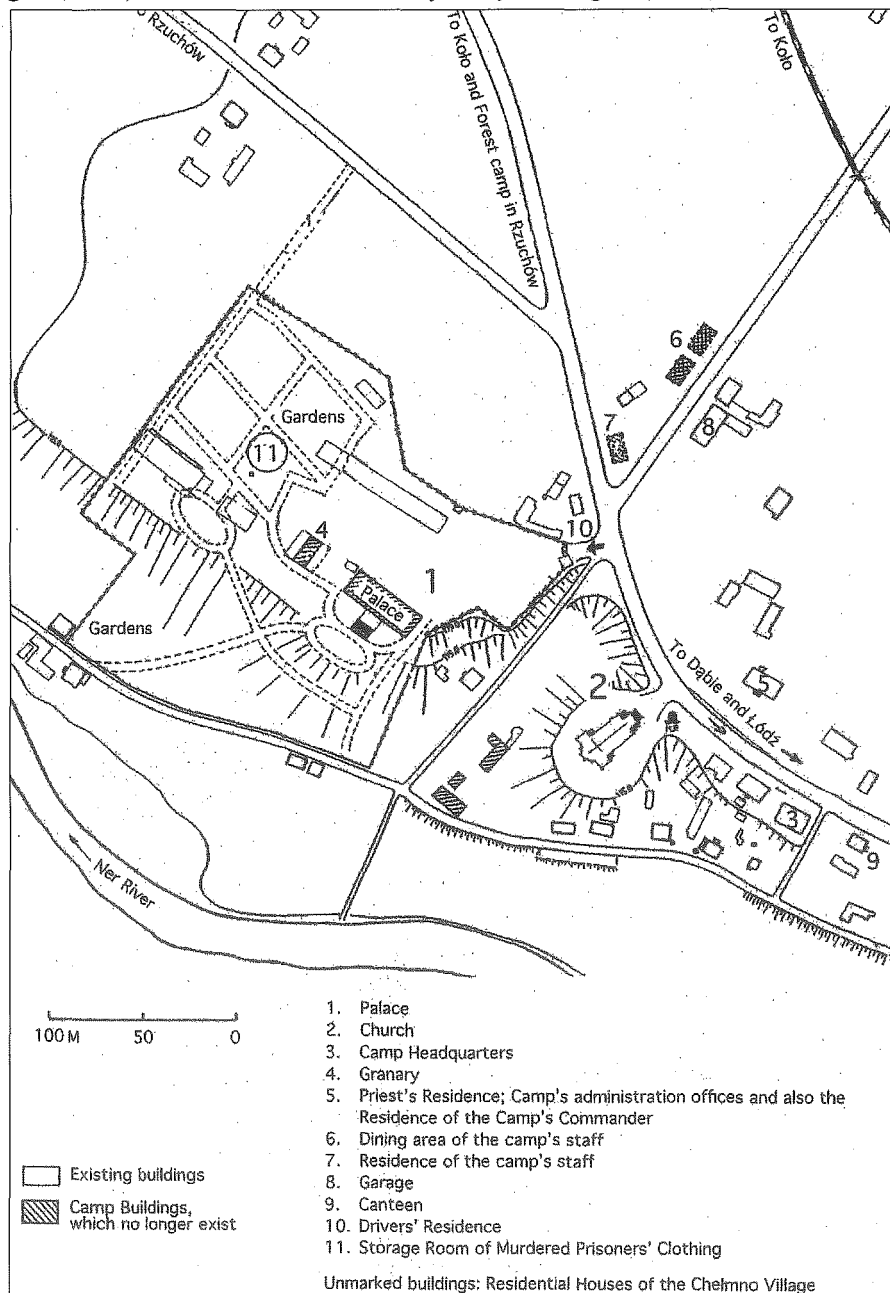 To Rzuchów
To Koło and Forest camp in Rzuchów
To Koło
6
7
8
Gardens
11
10
4
1
Palace
Gardens
2
5
To Dąbie and Łódź
3
9
Ner River
100 M 50 0
1. Palace
2. Church
3. Camp Headquarters
4. Granary
5. Priest's Residence; Camp's administration offices and also the
Residence of the Camp's Commander
6. Dining area of the camp's staff
7. Residence of the camp's staff
8. Garage
9. Canteen
10. Drivers' Residence
11. Storage Room of Murdered Prisoners' Clothing
Existing buildings
Camp Buildings,
which no longer exist
Unmarked buildings: Residential Houses of the Chełmno Village